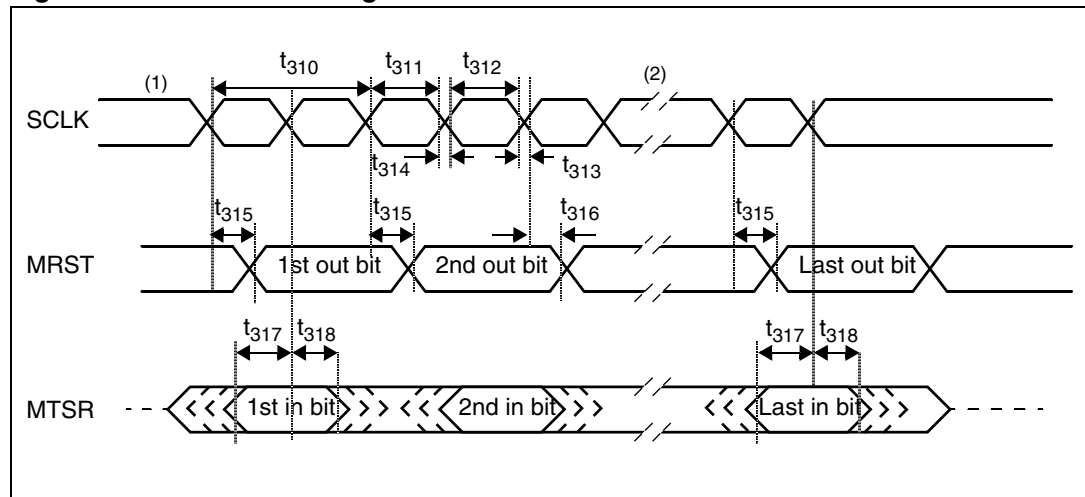 (1)
t310
t311
t312
(2)
SCLK
t314
t313
t315
t315
t316
t315
MRST
1st out bit
2nd out bit
Last out bit
t317
t318
t317
t318
MTSR
1st in bit
2nd in bit
Last in bit